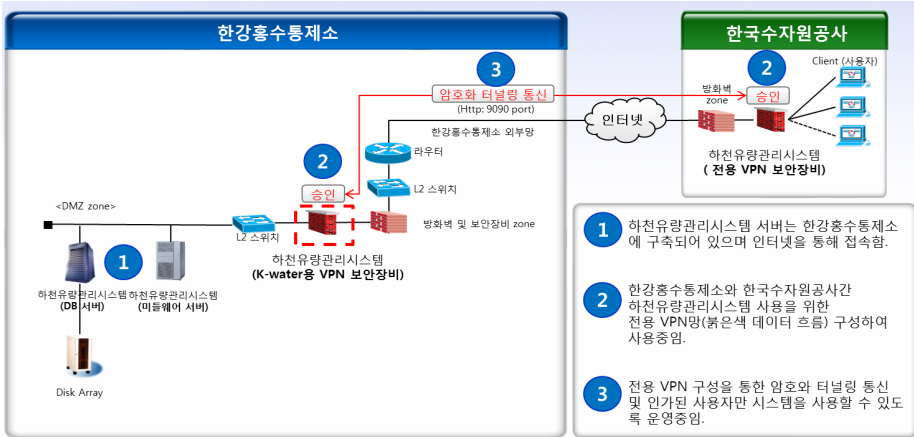 한강홍수통제소
한국수자원공사
3
암호화 터널링 통신
(Http: 9090 port)
2
Client (사용자)
방화벽
zone
승인
인터넷
한강홍수통제소 외부망
라우터
하천유량관리시스템
( 전용 VPN 보안장비)
2
승인
L2 스위치
<DMZ zone>
L2 스위치
방화벽 및 보안장비 zone
하천유량관리시스템
(K-water용 VPN 보안장비)
1
하천유량관리시스템
(DB 서버)
하천유량관리시스템
(미들웨어 서버)
Disk Array
1
하천유량관리시스템 서버는 한강홍수통제소
에 구축되어 있으며 인터넷을 통해 접속함.
2
한강홍수통제소와 한국수자원공사간
하천유량관리시스템 사용을 위한
전용 VPN망(붉은색 데이터 흐름) 구성하여
사용중임.
3
전용 VPN 구성을 통한 암호와 터널링 통신
및 인가된 사용자만 시스템을 사용할 수 있도
록 운영중임.